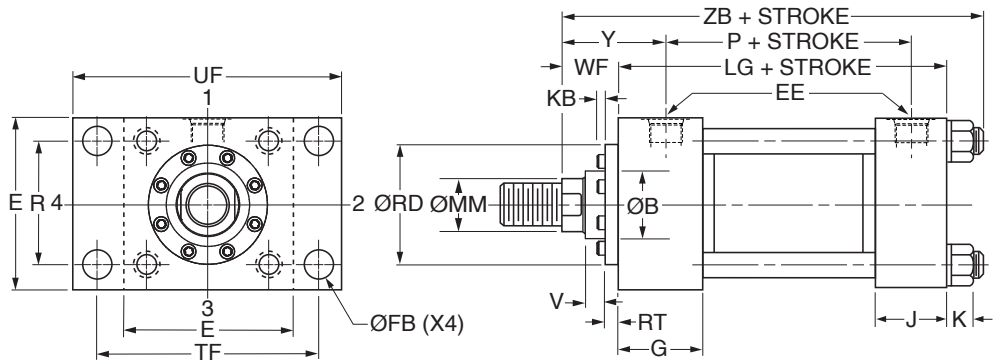 UF
1
E
R
4
2
3
E
TF
ØFB (X4)
ZB + STROKE
Y
P + STROKE
WF
LG + STROKE
KB
EE
ØRD
ØMM
ØB
V
RT
G
J
K